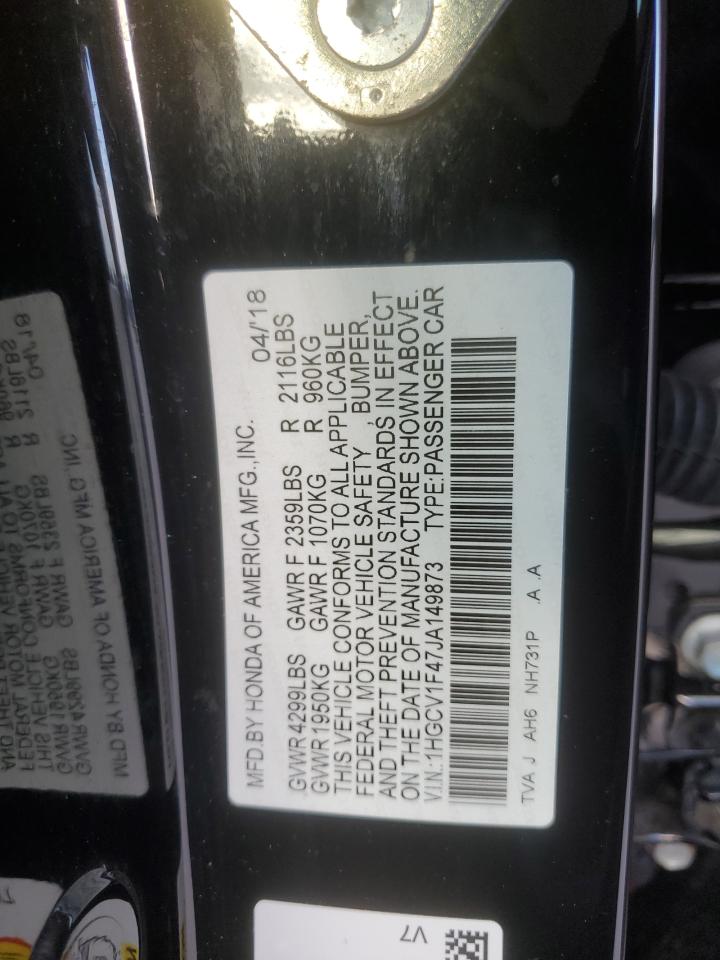 MFD.BY HONDA OF AMERICA MFG.,INC. 04/'18
GVWR 4299LBS GAWR F 2359LBS R 2116LBS
GVWR 1950KG GAWR F 1070KG R 960KG
THIS VEHICLE CONFORMS TO ALL APPLICABLE
FEDERAL MOTOR VEHICLE SAFETY , BUMPER,
AND THEFT PREVENTION STANDARDS IN EFFECT
ON THE DATE OF MANUFACTURE SHOWN ABOVE.
V.I.N.:1HGCV1F47JA149873 TYPE:PASSENGER CAR
TVA J AH6 NH731P .A .A
V7